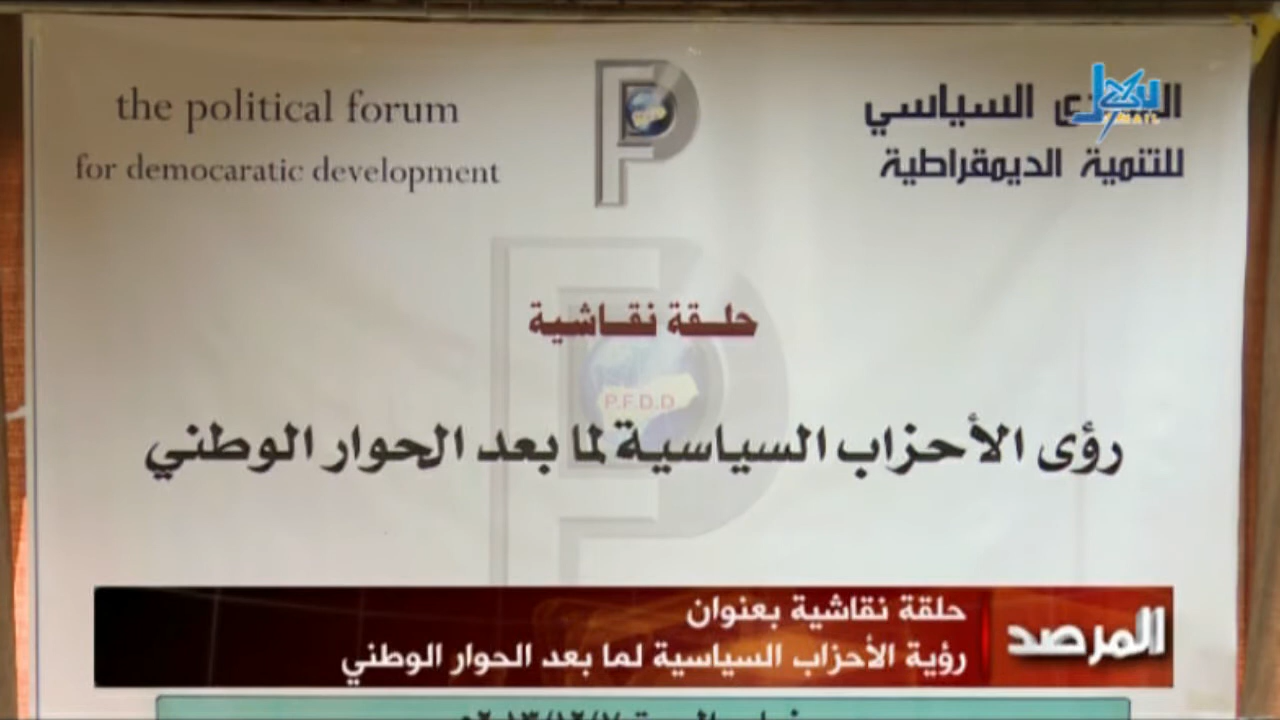 the political forum
for democaratic development
السياسي
للتنمية الديمقراطية
حلقة نقاشية
P.F.D.D
رؤى الأحزاب السياسية لما بعد الحوار الوطني
المرصد
حلقة نقاشية بعنوان
رؤية الأحزاب السياسية لما بعد الحوار الوطني